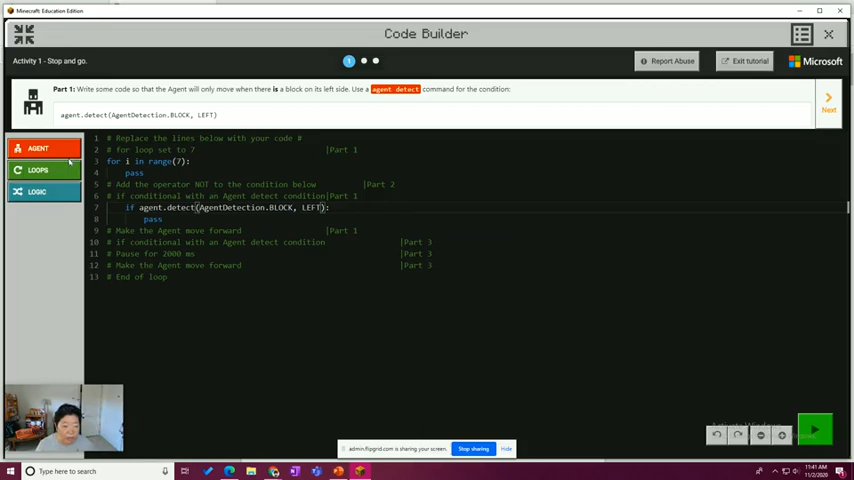 Minecraft: Education Edition
Code Builder
Activity 1 - Stop and go.
1
Report Abuse
Exit tutorial
Microsoft
Part 1: Write some code so that the Agent will only move when there is a block on its left side. Use a agent detect command for the condition:
agent.detect(AgentDetection.BLOCK, LEFT)
Next
AGENT
LOOPS
LOGIC
1 # Replace the lines below with your code #
2 # for loop set to 7 |Part 1
3 for i in range(7):
4 pass
5 # Add the operator NOT to the condition below |Part 2
6 # if conditional with an Agent detect condition|Part 1
7 if agent.detect(AgentDetection.BLOCK, LEFT):
8 pass
9 # Make the Agent move forward |Part 1
10 # if conditional with an Agent detect condition |Part 3
11 # Pause for 2000 ms |Part 3
12 # Make the Agent move forward |Part 3
13 # End of loop
Activate Windows
admin.flipgrid.com is sharing your screen.
Stop sharing
Hide
Type here to search
11:41 AM
11/2/2020